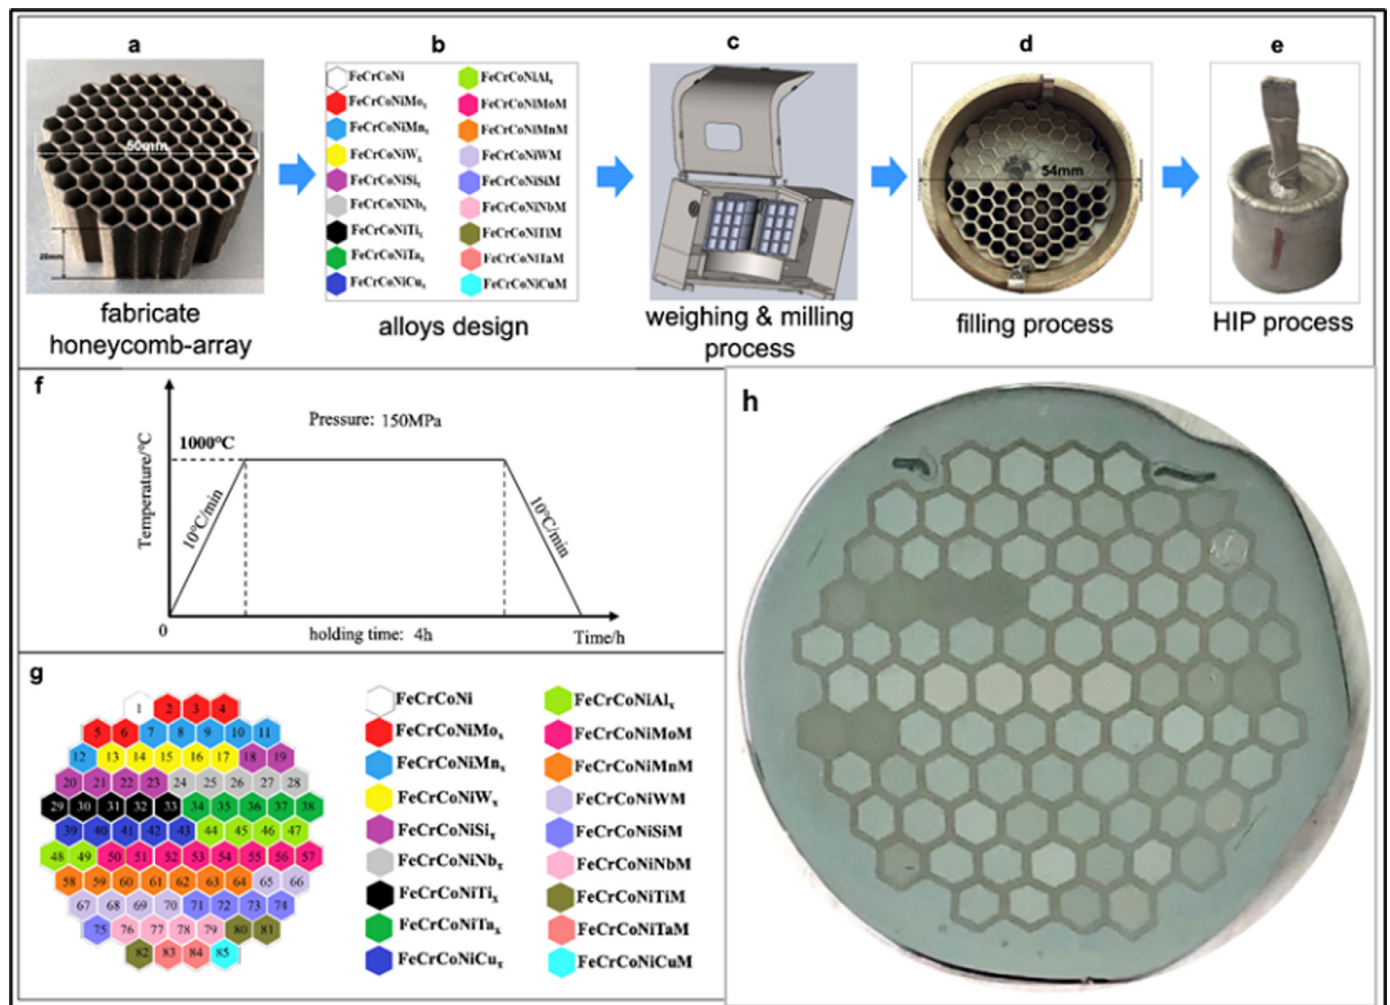 a
b
c
d
e
50mm
20mm
FeCrCoNi
FeCrCoNiMoₓ
FeCrCoNiMnₓ
FeCrCoNiWₓ
FeCrCoNiSiₓ
FeCrCoNiNbₓ
FeCrCoNiTiₓ
FeCrCoNiTaₓ
FeCrCoNiCuₓ
FeCrCoNiAlₓ
FeCrCoNiMoM
FeCrCoNiMnM
FeCrCoNiWM
FeCrCoNiSiM
FeCrCoNiNbM
FeCrCoNiTiM
FeCrCoNiTaM
FeCrCoNiCuM
54mm
fabricate
honeycomb-array
alloys design
weighing & milling
process
filling process
HIP process
f
Pressure: 150MPa
1000°C
Temperature/°C
10°C/min
10°C/min
0
holding time: 4h
Time/h
g
1 2 3 4
5 6 7 8 9 10 11
12 13 14 15 16 17 18 19
20 21 22 23 24 25 26 27 28
29 30 31 32 33 34 35 36 37 38
39 40 41 42 43 44 45 46 47
48 49 50 51 52 53 54 55 56 57
58 59 60 61 62 63 64 65 66
67 68 69 70 71 72 73 74
75 76 77 78 79 80 81
82 83 84 85
FeCrCoNi
FeCrCoNiMoₓ
FeCrCoNiMnₓ
FeCrCoNiWₓ
FeCrCoNiSiₓ
FeCrCoNiNbₓ
FeCrCoNiTiₓ
FeCrCoNiTaₓ
FeCrCoNiCuₓ
FeCrCoNiAlₓ
FeCrCoNiMoM
FeCrCoNiMnM
FeCrCoNiWM
FeCrCoNiSiM
FeCrCoNiNbM
FeCrCoNiTiM
FeCrCoNiTaM
FeCrCoNiCuM
h